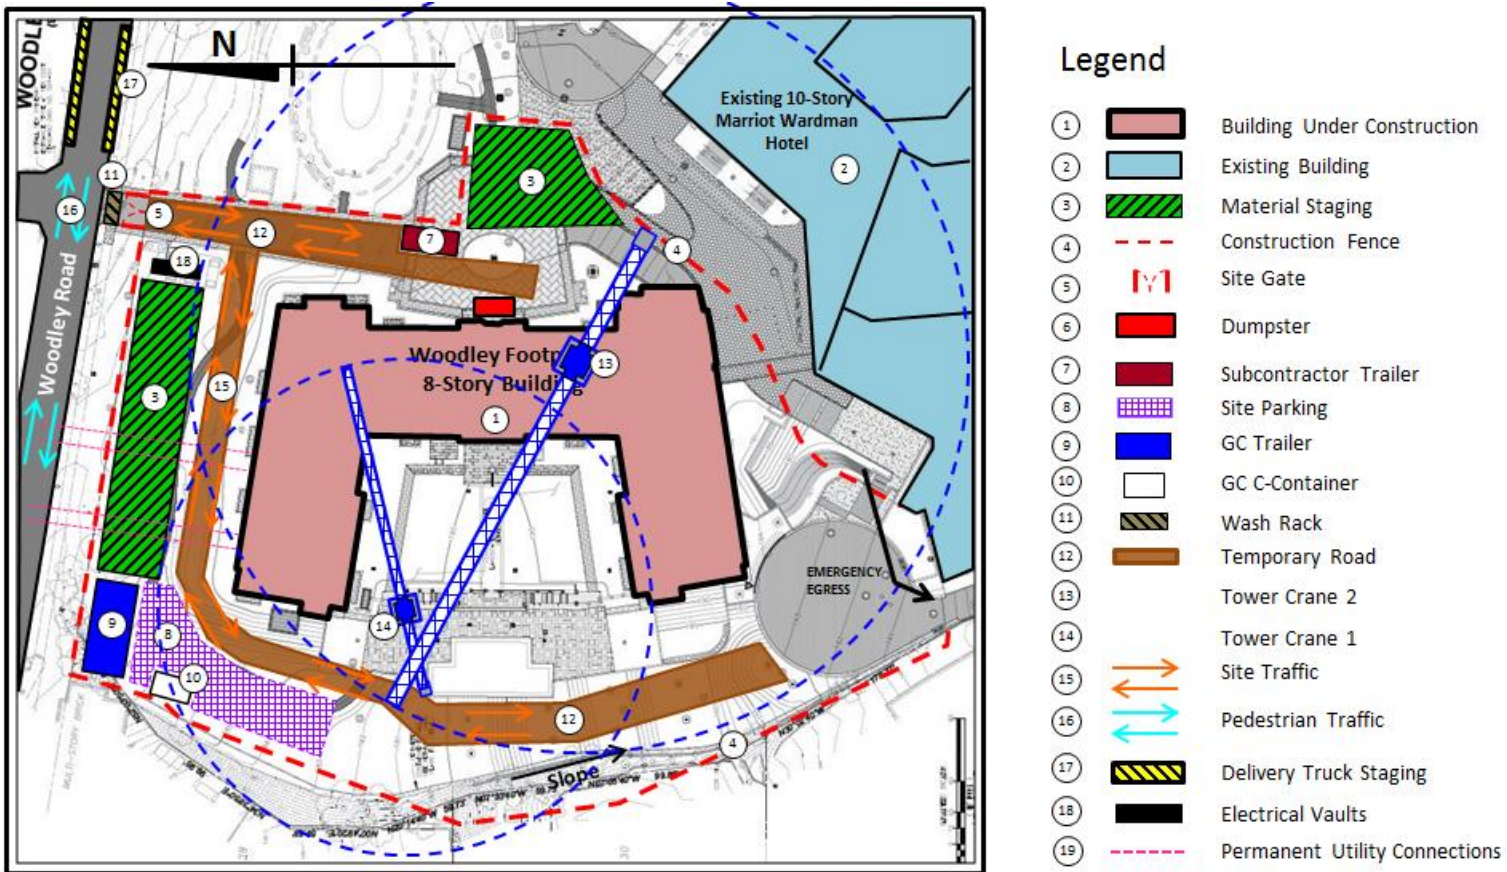 WOODLE
N
17
Existing 10-Story
Marriot Wardman
Hotel
2
11
3
16
5
12
7
4
18
Woodley Road
Woodley Footp
8-Story Building
13
15
3
1
EMERGENCY
EGRESS
14
9
8
10
12
4
Slope
30
Legend
1 Building Under Construction
2 Existing Building
3 Material Staging
4 Construction Fence
5 Site Gate
6 Dumpster
7 Subcontractor Trailer
8 Site Parking
9 GC Trailer
10 GC C-Container
11 Wash Rack
12 Temporary Road
13 Tower Crane 2
14 Tower Crane 1
15 Site Traffic
16 Pedestrian Traffic
17 Delivery Truck Staging
18 Electrical Vaults
19 Permanent Utility Connections